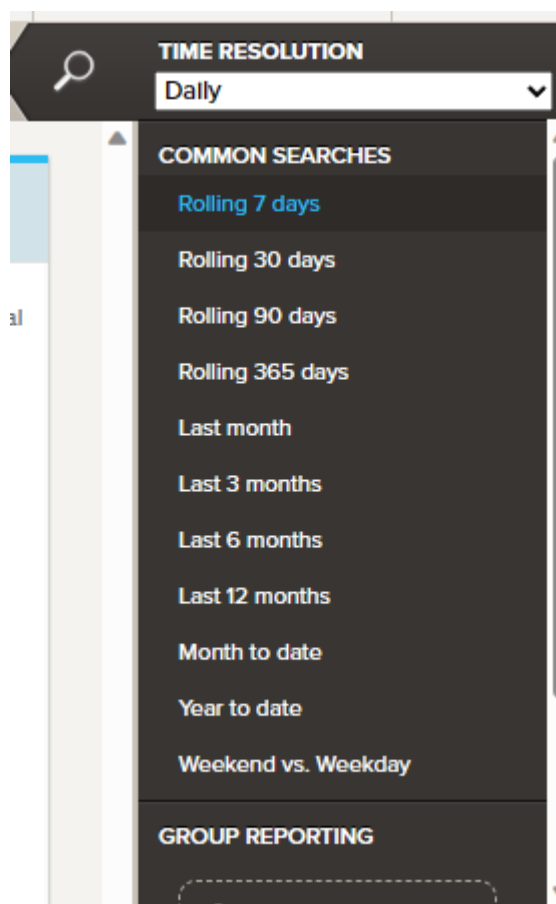 TIME RESOLUTION
Daily
COMMON SEARCHES
Rolling 7 days
Rolling 30 days
Rolling 90 days
Rolling 365 days
Last month
Last 3 months
Last 6 months
Last 12 months
Month to date
Year to date
Weekend vs. Weekday
GROUP REPORTING